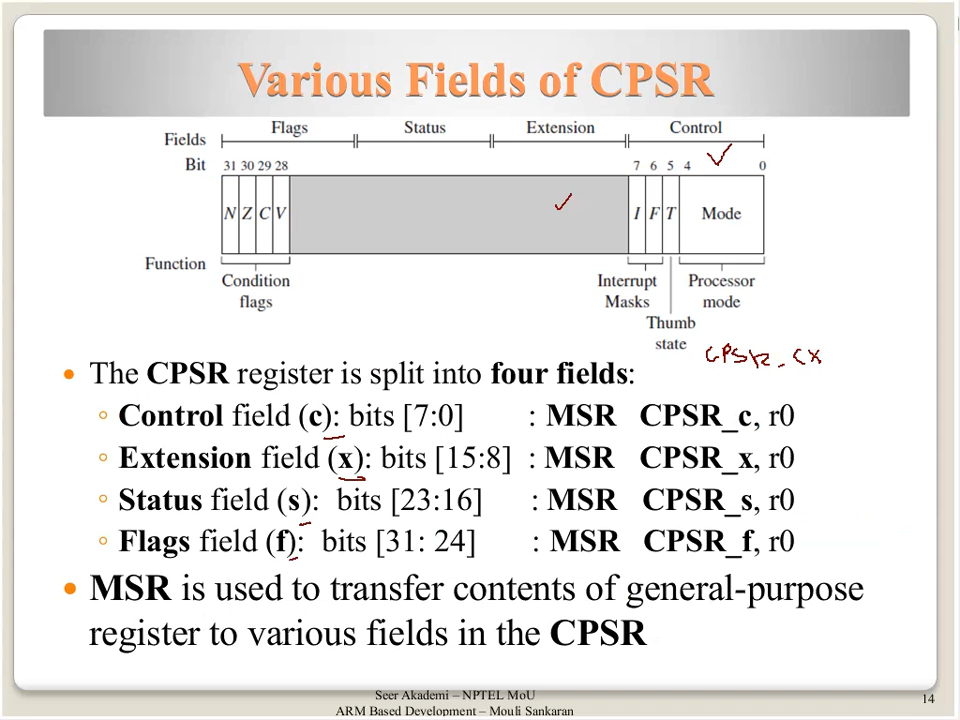 Various Fields of CPSR
Fields Flags Status Extension Control
Bit 31 30 29 28 7 6 5 4 0
N Z C V I F T Mode
Function
Condition flags
Interrupt Masks
Processor mode
Thumb state
CPSR_CX
• The CPSR register is split into four fields:
◦ Control field (c): bits [7:0] : MSR CPSR_c, r0
◦ Extension field (x): bits [15:8] : MSR CPSR_x, r0
◦ Status field (s): bits [23:16] : MSR CPSR_s, r0
◦ Flags field (f): bits [31: 24] : MSR CPSR_f, r0
• MSR is used to transfer contents of general-purpose
register to various fields in the CPSR
Seer Akademi – NPTEL MoU
ARM Based Development – Mouli Sankaran
14